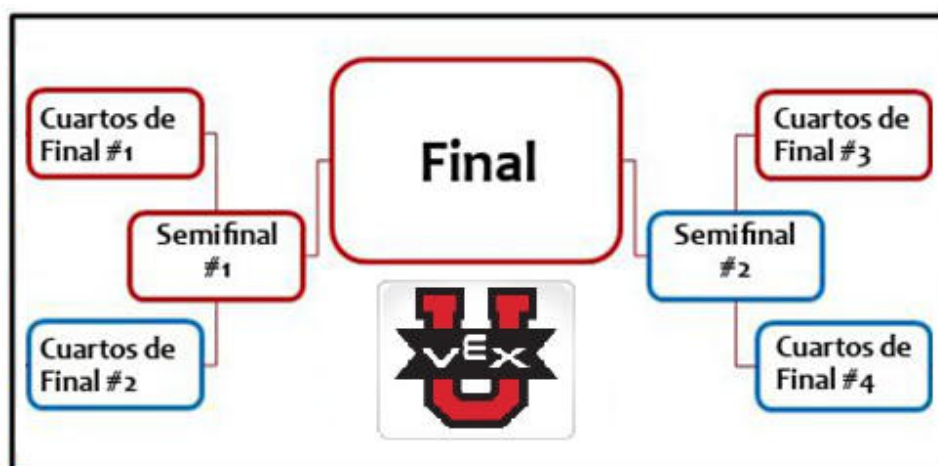 Cuartos de
Final #1
Semifinal
#1
Cuartos de
Final #2
Final
VEX
U
Cuartos de
Final #3
Semifinal
#2
Cuartos de
Final #4